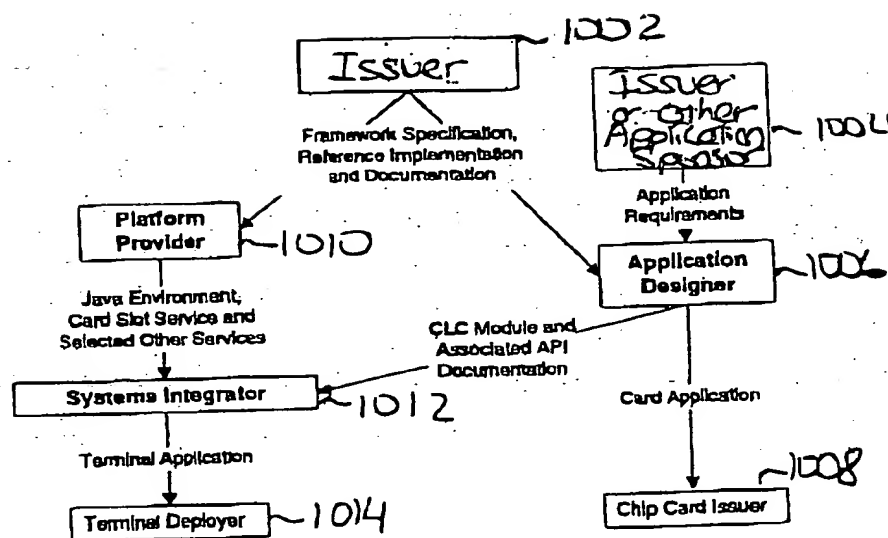 1002
Issuer
Issuer
or other
Application
Sponsor
1004
Framework Specification,
Reference Implementation
and Documentation
Application
Requirements
Platform
Provider
1010
Application
Designer
1006
Java Environment,
Card Slot Service and
Selected Other Services
CLC Module and
Associated API
Documentation
Systems Integrator
1012
Card Application
Terminal Application
1008
Terminal Deployer
1014
Chip Card Issuer